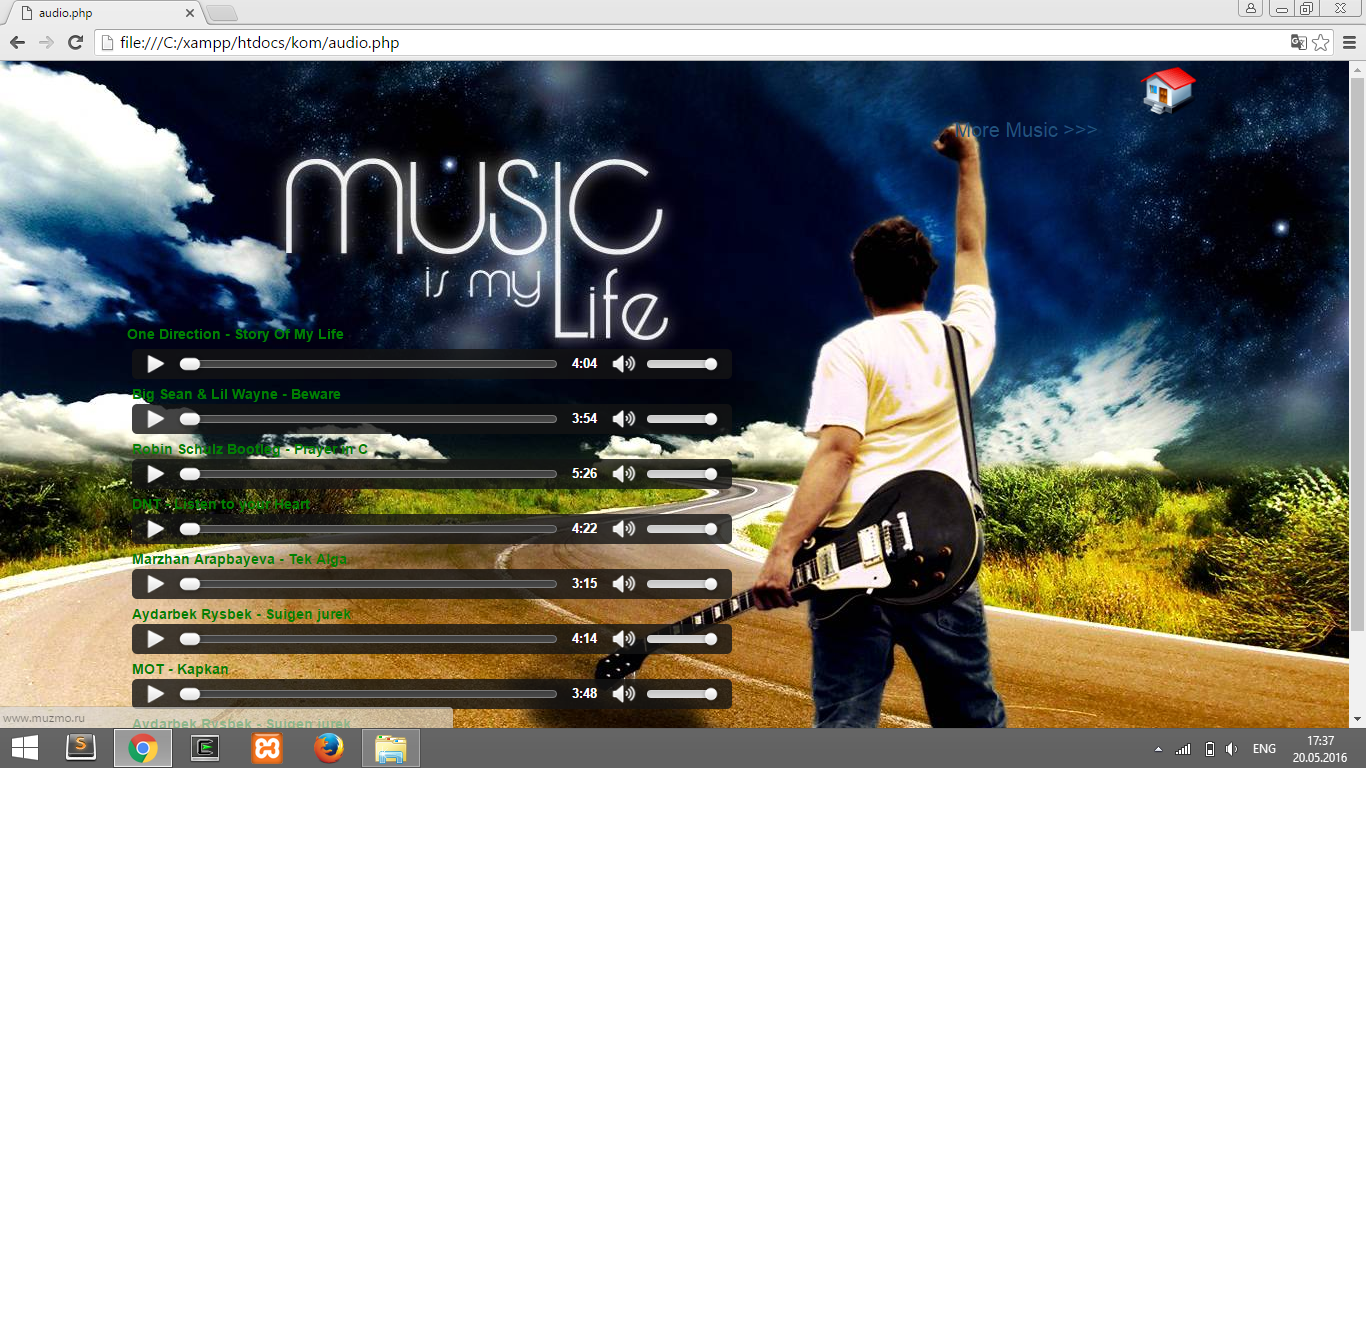 audio.php
file:///C:/xampp/htdocs/kom/audio.php
More Music >>>
music
is my
Life
One Direction - Story Of My Life
4:04
Big Sean & Lil Wayne - Beware
3:54
Robin Schulz Bootleg - Prayer in C
5:26
DNT - Listen to your Heart
4:22
Marzhan Arapbayeva - Tek Alga
3:15
Aydarbek Rysbek - Suigen jurek
4:14
MOT - Kapkan
3:48
Aydarbek Rysbek - Suigen jurek
www.muzmo.ru
ENG
17:37
20.05.2016